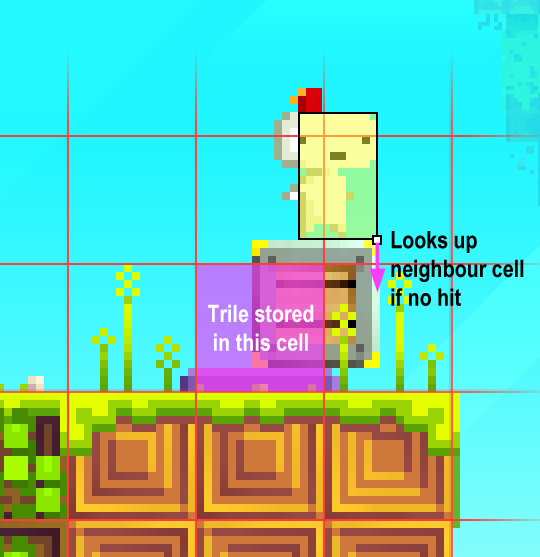 Looks up
neighbour cell
if no hit
Trile stored
in this cell